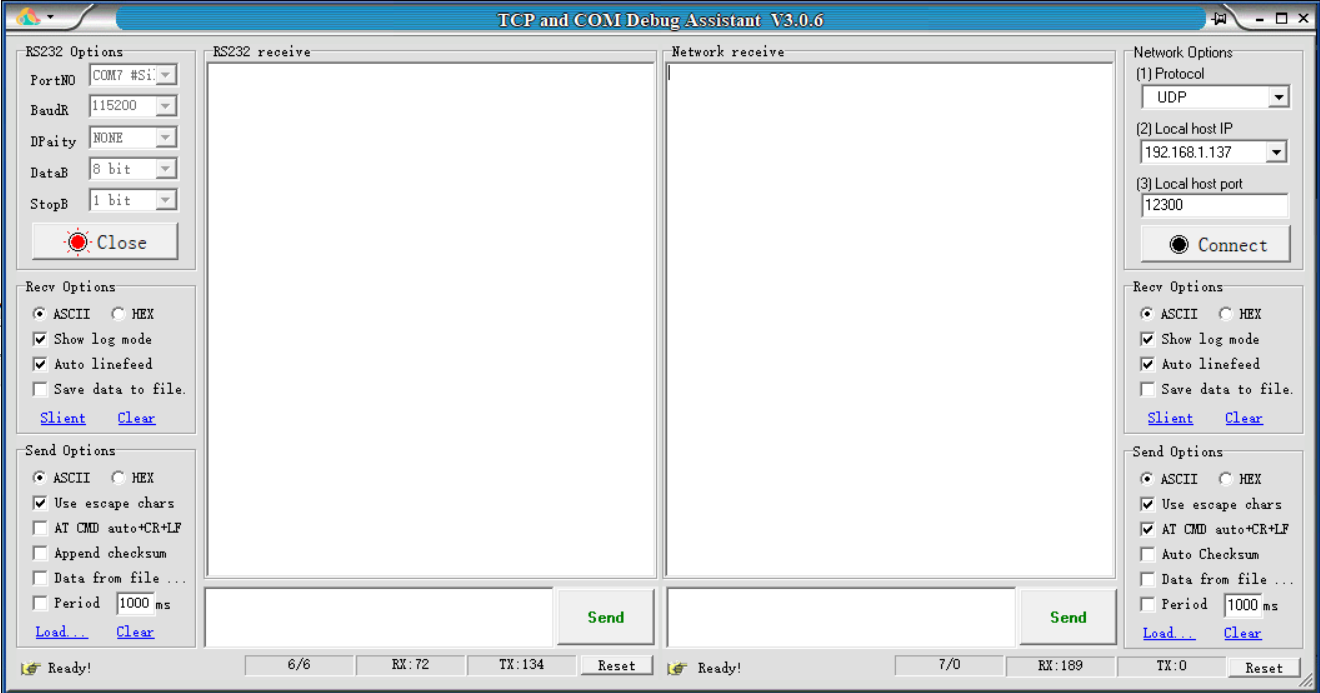 TCP and COM Debug Assistant V3.0.6
RS232 Options
PortNO COM7 #Si
BaudR 115200
DPaity NONE
DataB 8 bit
StopB 1 bit
Close
Recv Options
ASCII HEX
Show log mode
Auto linefeed
Save data to file.
Slient Clear
Send Options
ASCII HEX
Use escape chars
AT CMD auto+CR+LF
Append checksum
Data from file ...
Period 1000 ms
Load... Clear
RS232 receive
Send
Network receive
Send
Network Options
(1) Protocol
UDP
(2) Local host IP
192.168.1.137
(3) Local host port
12300
Connect
Recv Options
ASCII HEX
Show log mode
Auto linefeed
Save data to file.
Slient Clear
Send Options
ASCII HEX
Use escape chars
AT CMD auto+CR+LF
Auto Checksum
Data from file ...
Period 1000 ms
Load... Clear
Ready! 6/6 RX:72 TX:134 Reset
Ready! 7/0 RX:189 TX:0 Reset